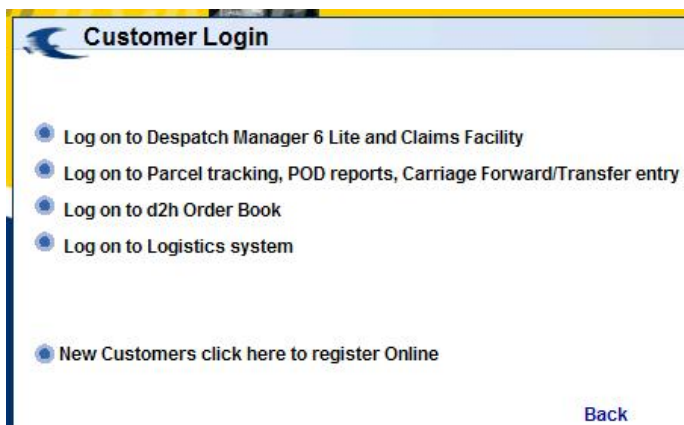 Customer Login
Log on to Despatch Manager 6 Lite and Claims Facility
Log on to Parcel tracking, POD reports, Carriage Forward/Transfer entry
Log on to d2h Order Book
Log on to Logistics system
New Customers click here to register Online
Back